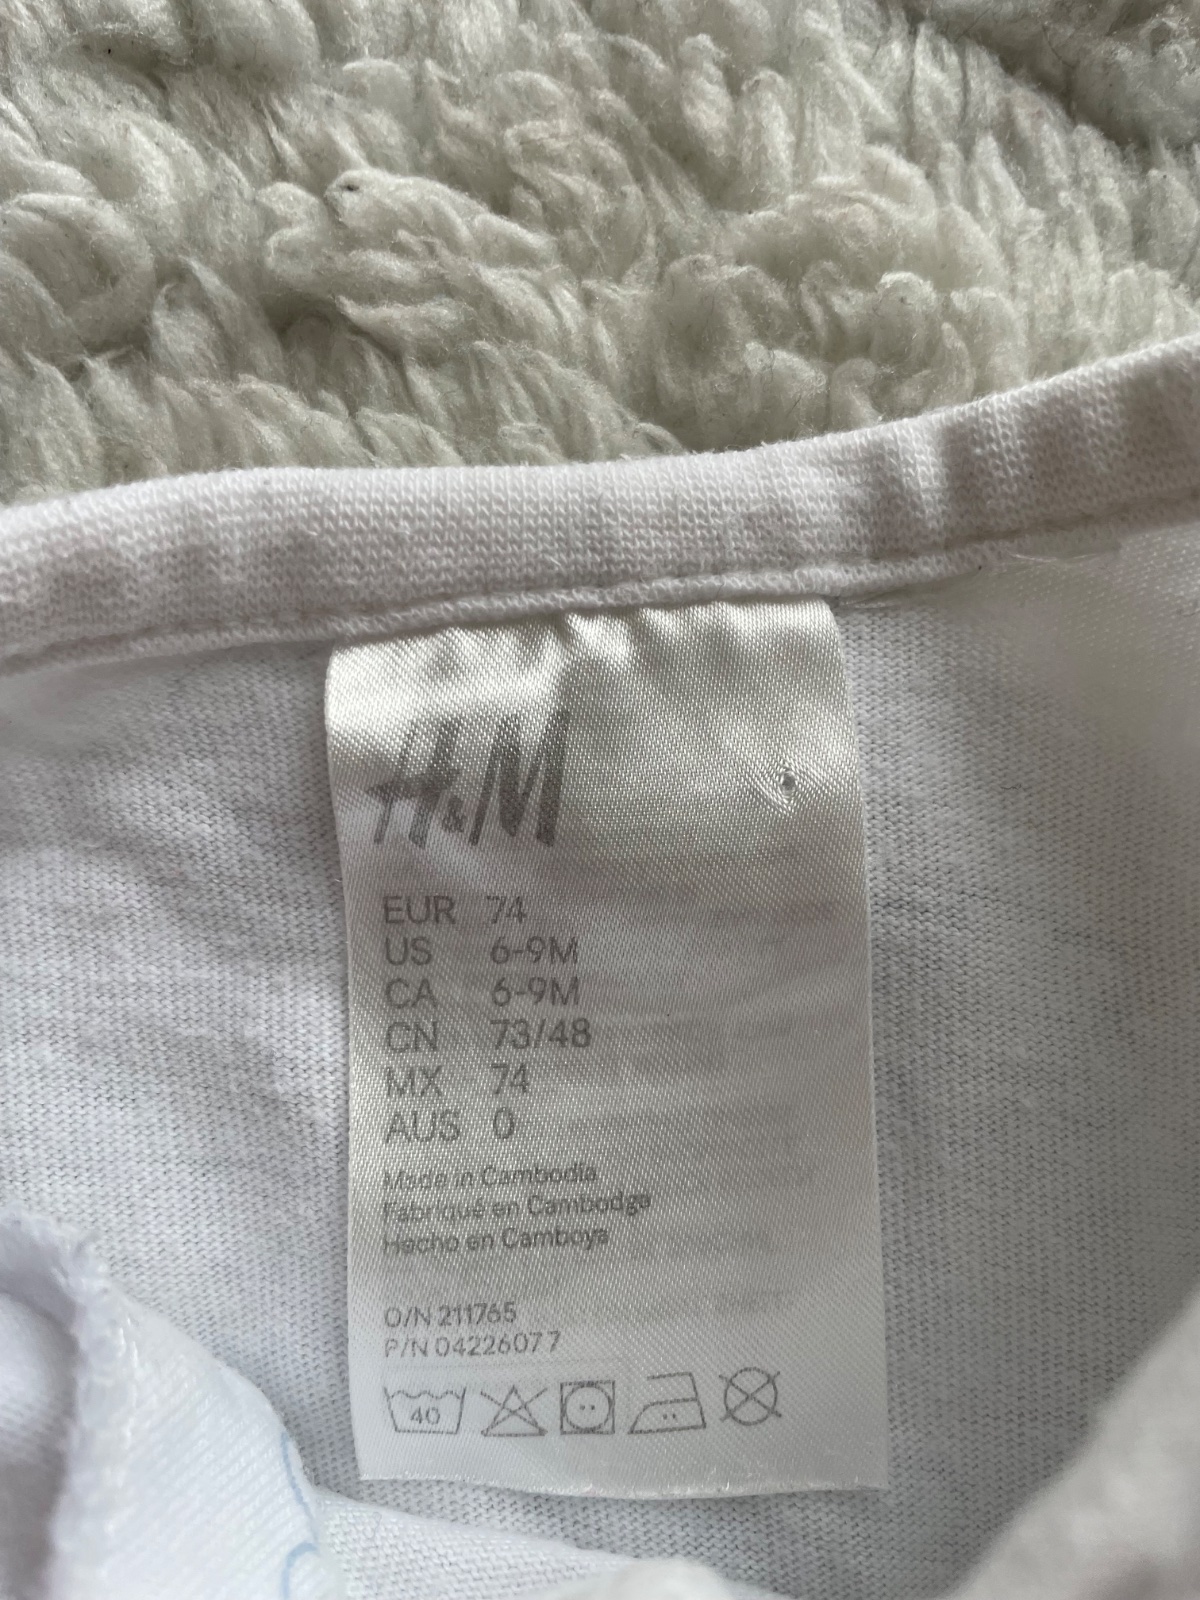 H&M
EUR 74
US 6-9M
CA 6-9M
CN 73/48
MX 74
AUS 0
Made in Cambodia
Fabriqué en Cambodge
Hecho en Camboya
O/N 211765
P/N 04226077
40